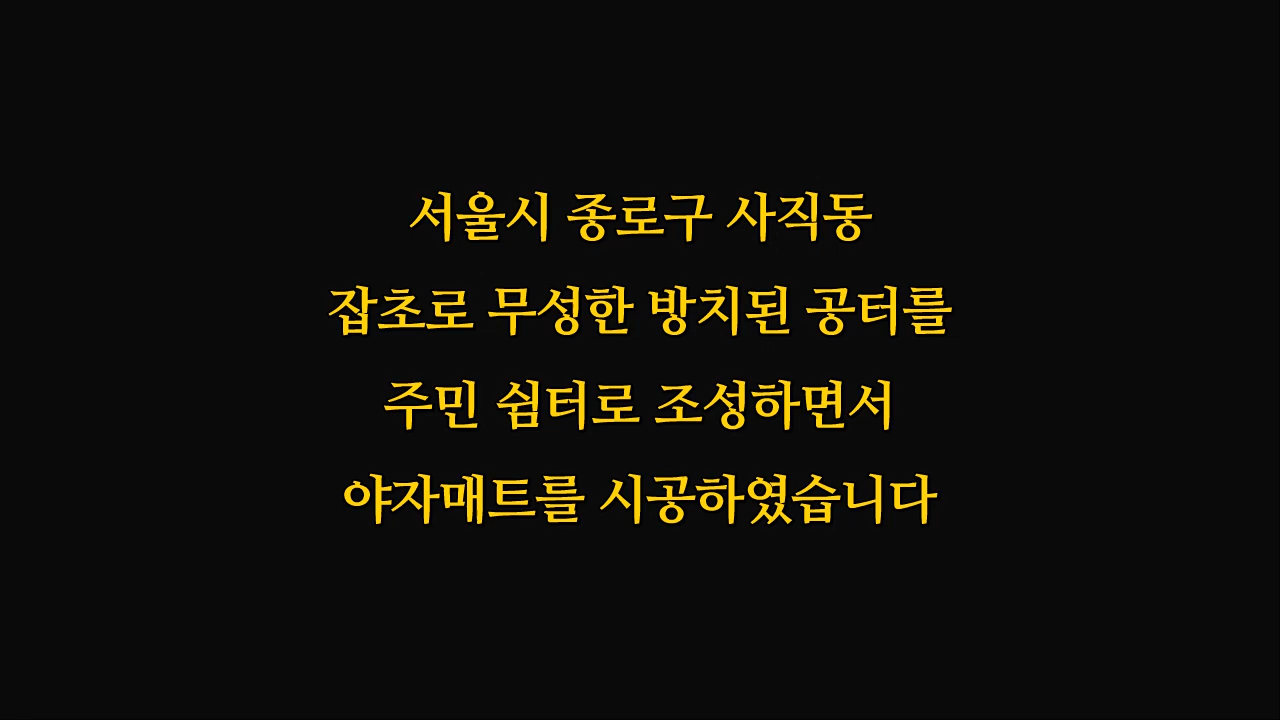 서울시 종로구 사직동
잡초로 무성한 방치된 공터를
주민 쉼터로 조성하면서
야자매트를 시공하였습니다